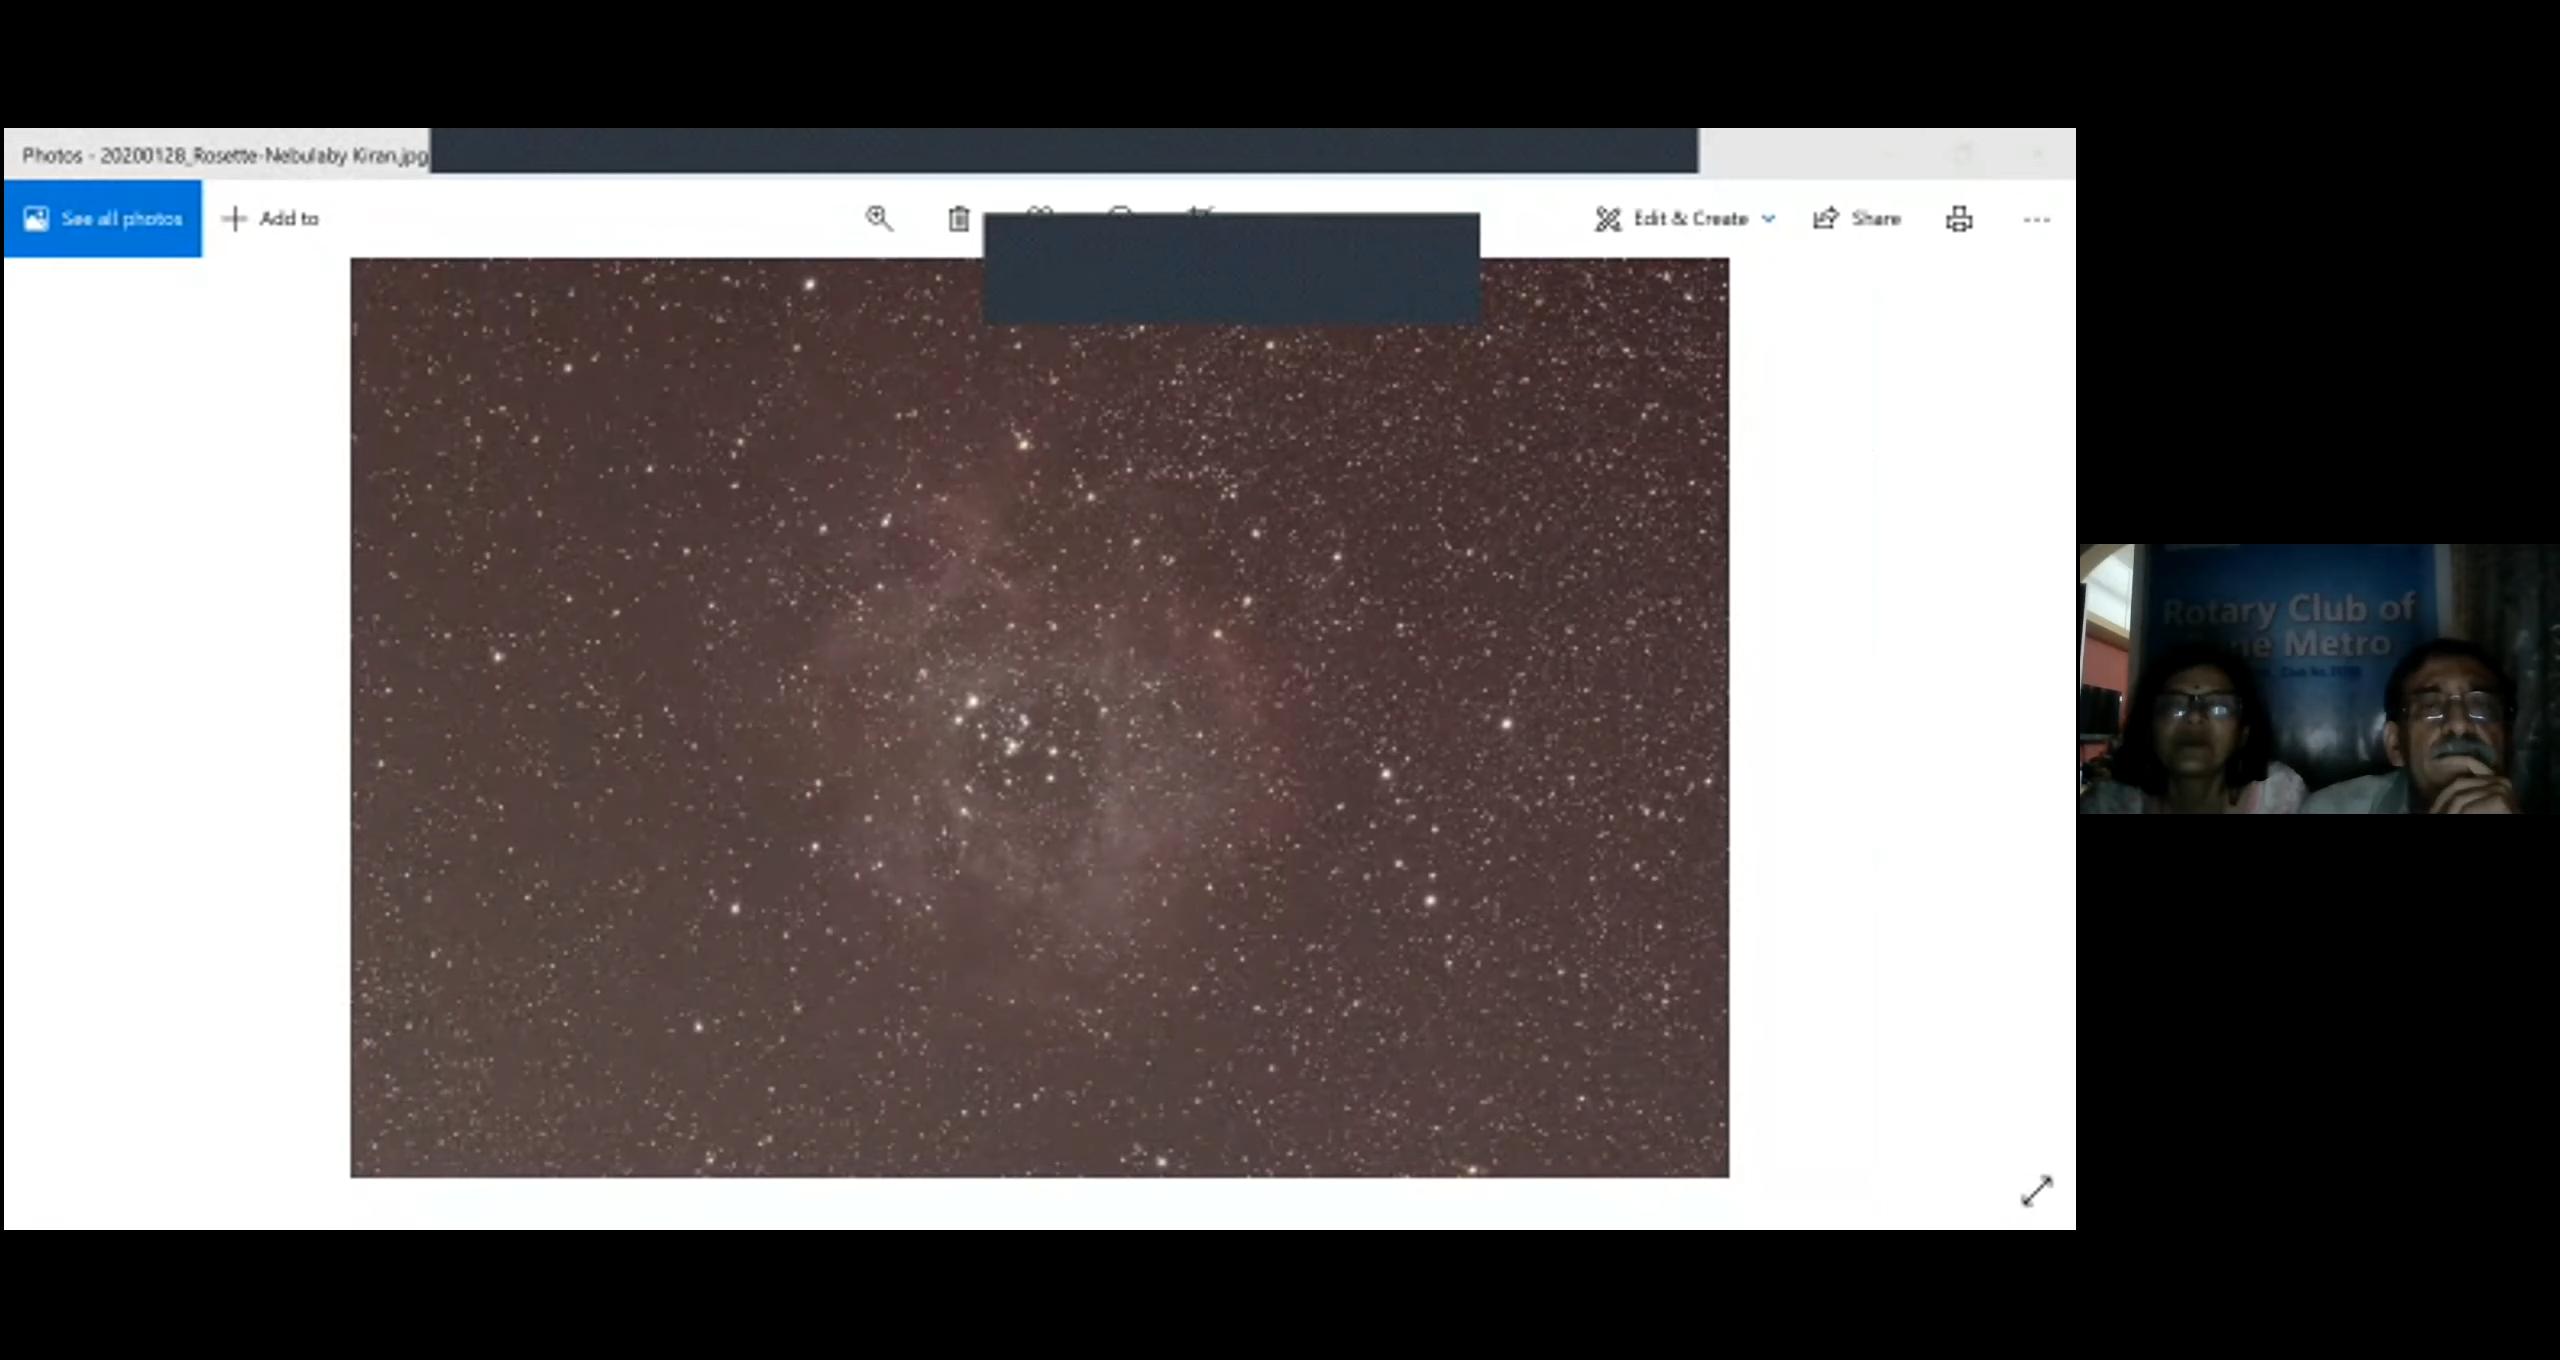 Photos - 20200128_Rosette-Nebulaby Kiran.jpg
See all photos
Add to
Edit & Create
Share
Rotary Club of
Metro